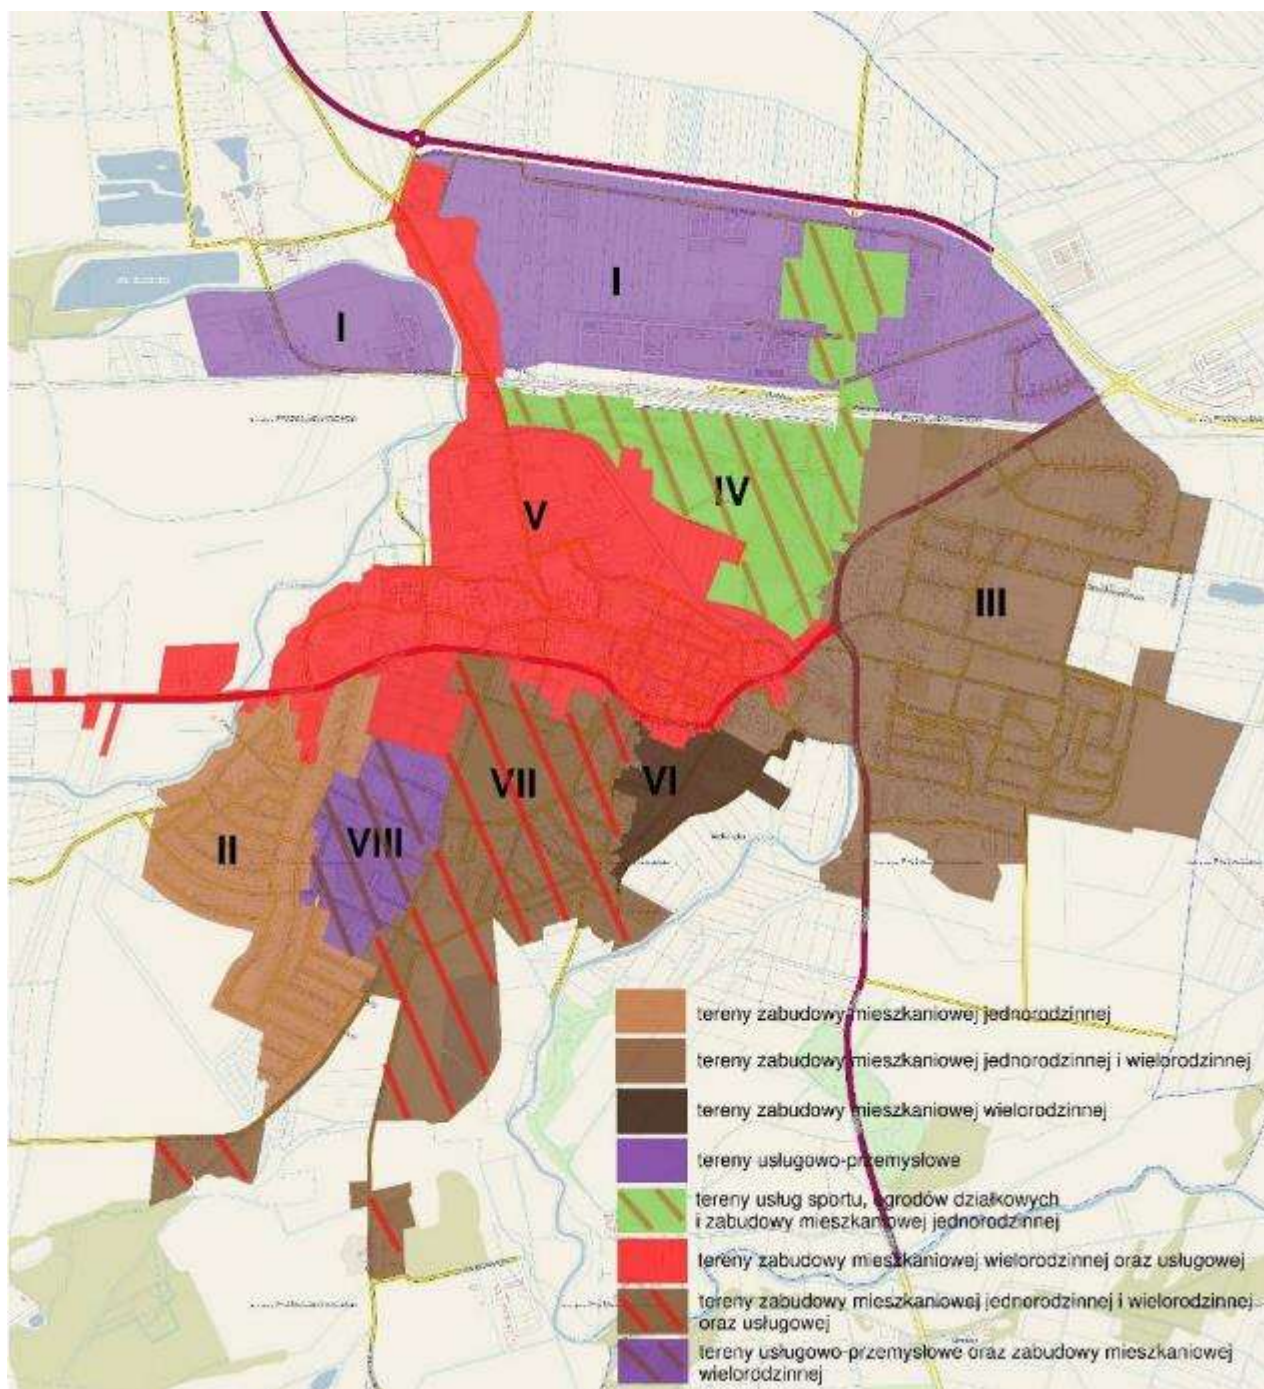 I
I
IV
V
III
VII
VI
II
VIII
tereny zabudowy mieszkaniowej jednorodzinnej
tereny zabudowy mieszkaniowej jednorodzinnej i wielorodzinnej
tereny zabudowy mieszkaniowej wielorodzinnej
tereny usługowo-przemysłowe
tereny usług sportu, ogrodów działkowych
i zabudowy mieszkaniowej jednorodzinnej
tereny zabudowy mieszkaniowej wielorodzinnej oraz usługowej
tereny zabudowy mieszkaniowej jednorodzinnej i wielorodzinnej
oraz usługowej
tereny usługowo-przemysłowe oraz zabudowy mieszkaniowej
wielorodzinnej